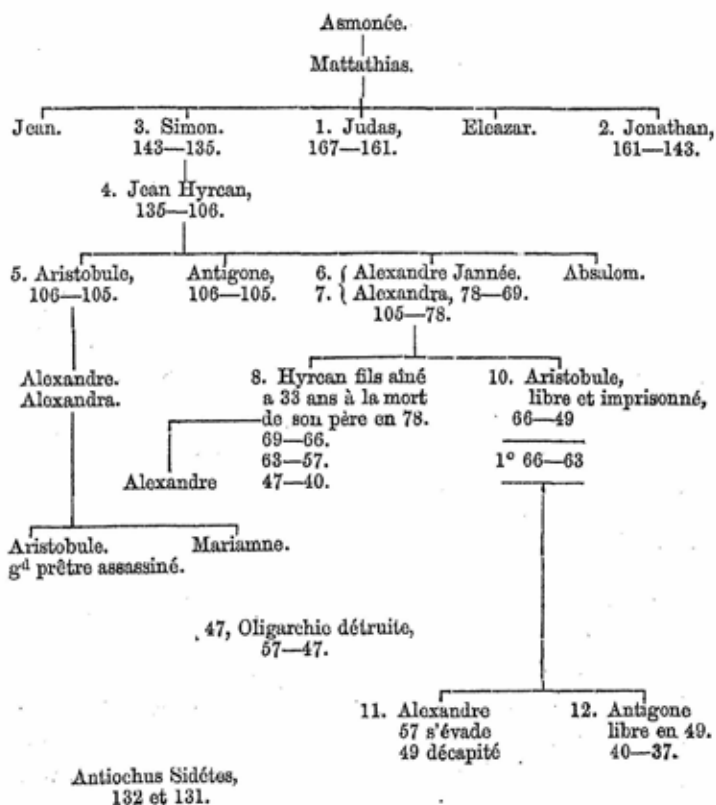 Asmonée.
Mattathias.
Jean.
3. Simon.
143—135.
1. Judas,
167—161.
Eleazar.
2. Jonathan,
161—143.
4. Jean Hyrcan,
135—106.
5. Aristobule,
106—105.
Antigone,
106—105.
6. { Alexandre Jannée.
7. { Alexandra, 78—69.
105—78.
Absalom.
Alexandre.
Alexandra.
8. Hyrcan fils aîné
a 33 ans à la mort
de son père en 78.
69—66.
63—57.
47—40.
10. Aristobule,
libre et imprisonné,
66—49
1º 66—63
Alexandre
Aristobule.
gd prêtre assassiné.
Mariamne.
47, Oligarchie détruite,
57—47.
11. Alexandre
57 s'évade
49 décapité
12. Antigone
libre en 49.
40—37.
Antiochus Sidétes,
132 et 131.